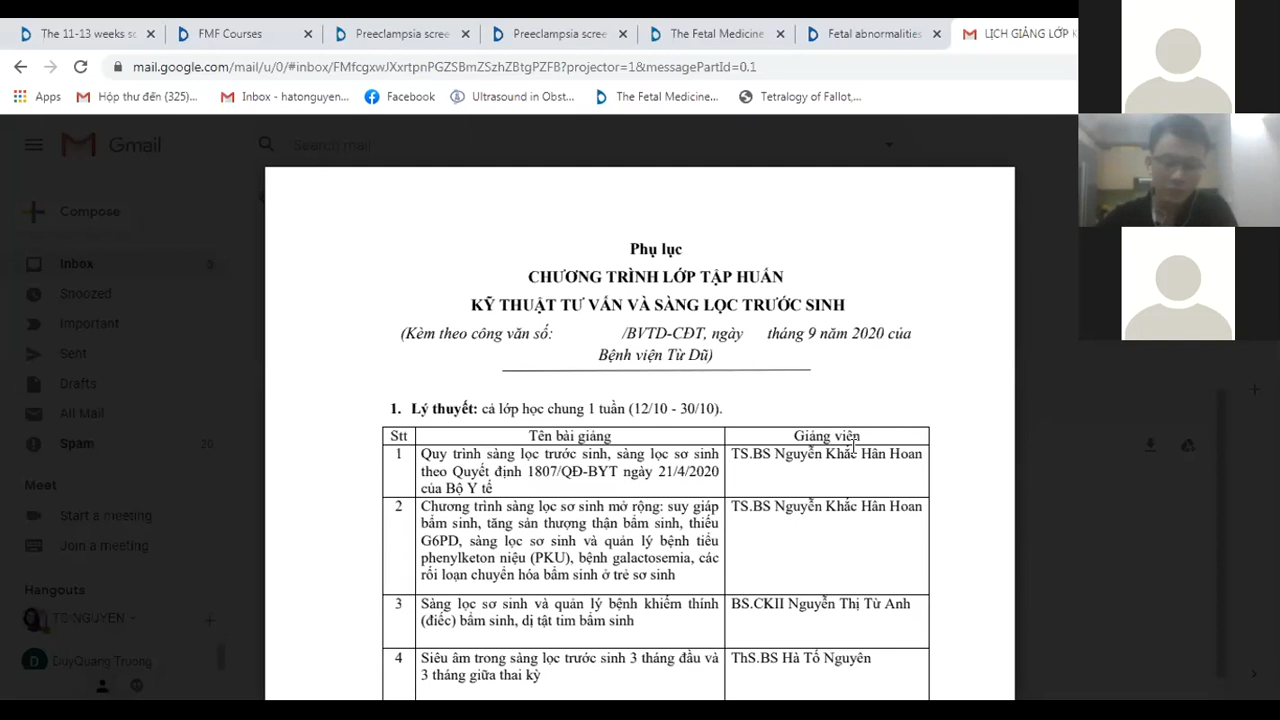 The 11-13 weeks sc
FMF Courses
Preeclampsia scree
Preeclampsia scree
The Fetal Medicine
Fetal abnormalities
LỊCH GIẢNG LỚP K
mail.google.com/mail/u/0/#inbox/FMfcgxwJXxrtpnPGZSBmZSzhZBtgPZFB?projector=1&messagePartId=0.1
Apps
Hộp thư đến (325)...
Inbox - hatonguyen...
Facebook
Ultrasound in Obst...
The Fetal Medicine...
Tetralogy of Fallot,...
Gmail
Search mail
Compose
Inbox
Snoozed
Important
Sent
Drafts
All Mail
Spam 20
Meet
Start a meeting
Join a meeting
Hangouts
TO NGUYEN
DuyQuang Truong
Phụ lục
CHƯƠNG TRÌNH LỚP TẬP HUẤN
KỸ THUẬT TƯ VẤN VÀ SÀNG LỌC TRƯỚC SINH
(Kèm theo công văn số: /BVTD-CĐT, ngày tháng 9 năm 2020 của
Bệnh viện Từ Dũ)
1. Lý thuyết: cả lớp học chung 1 tuần (12/10 - 30/10).
Stt Tên bài giảng Giảng viên
1 Quy trình sàng lọc trước sinh, sàng lọc sơ sinh TS.BS Nguyễn Khắc Hân Hoan
theo Quyết định 1807/QĐ-BYT ngày 21/4/2020
của Bộ Y tế
2 Chương trình sàng lọc sơ sinh mở rộng: suy giáp TS.BS Nguyễn Khắc Hân Hoan
bẩm sinh, tăng sản thượng thận bẩm sinh, thiếu
G6PD, sàng lọc sơ sinh và quản lý bệnh tiểu
phenylketon niệu (PKU), bệnh galactosemia, các
rối loạn chuyển hóa bẩm sinh ở trẻ sơ sinh
3 Sàng lọc sơ sinh và quản lý bệnh khiếm thính BS.CKII Nguyễn Thị Từ Anh
(điếc) bẩm sinh, dị tật tim bẩm sinh
4 Siêu âm trong sàng lọc trước sinh 3 tháng đầu và ThS.BS Hà Tố Nguyên
3 tháng giữa thai kỳ